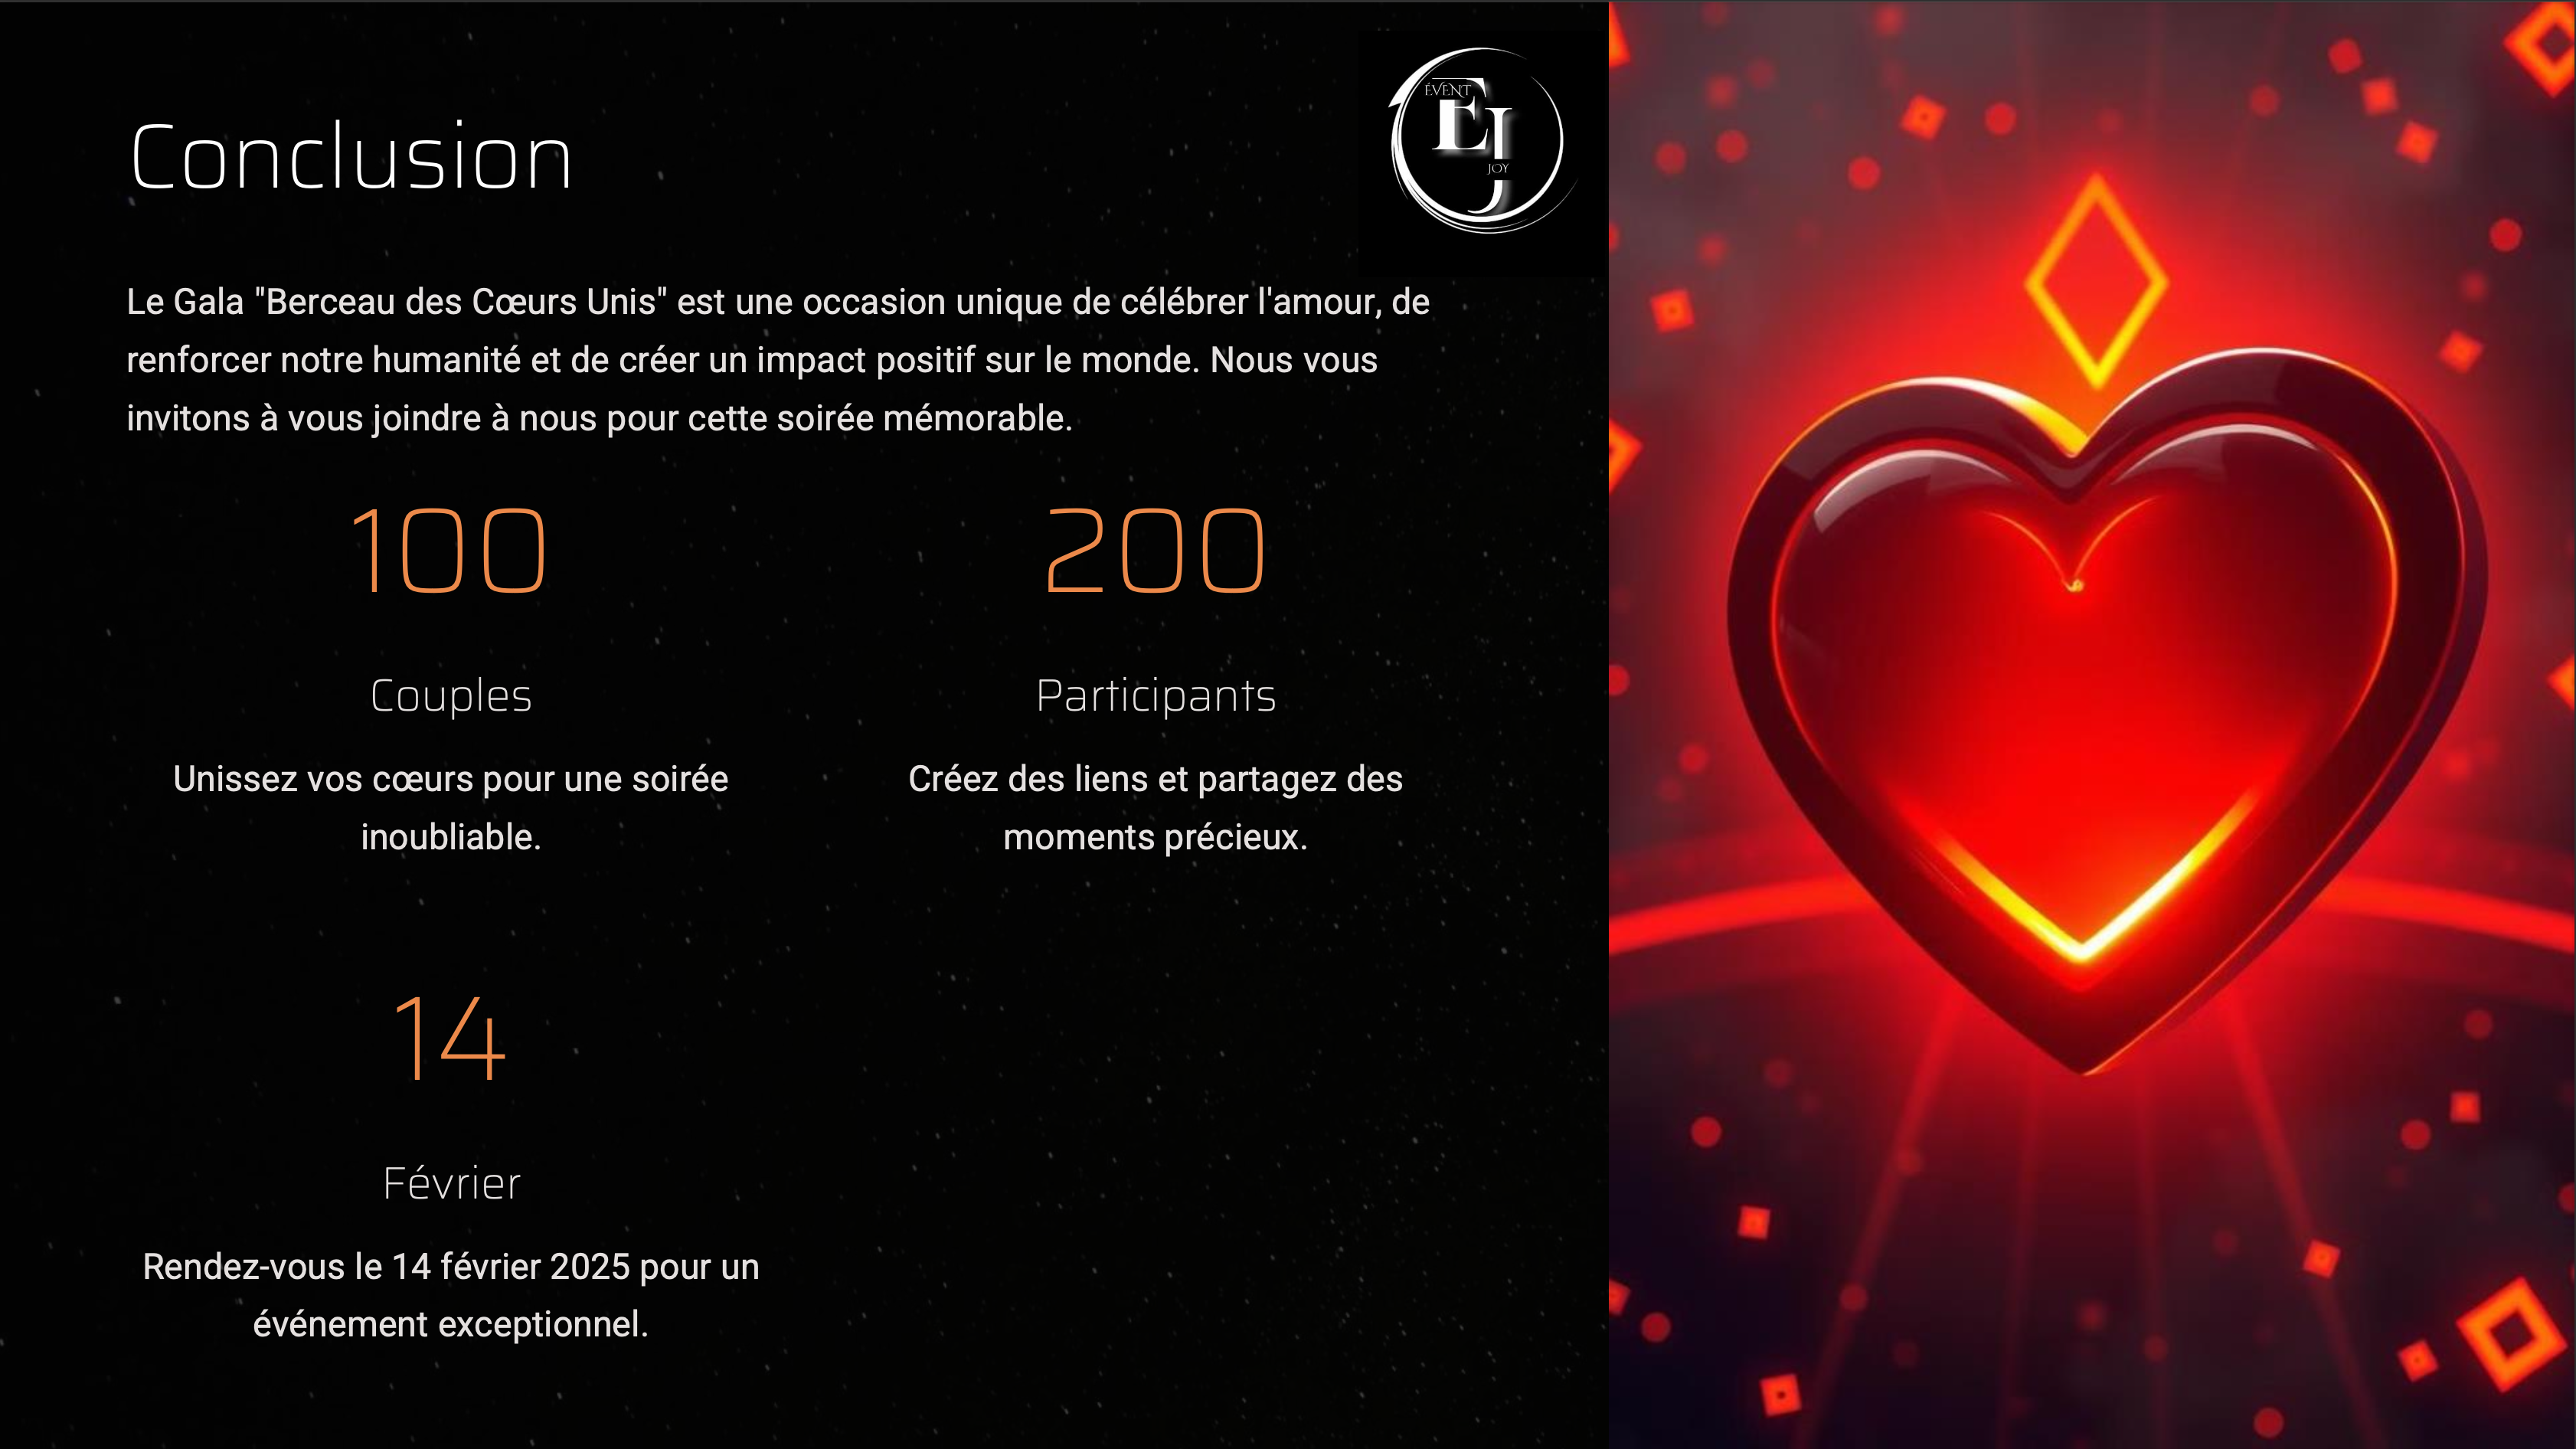 ÉVENT
EJ
JOY
Conclusion
Le Gala "Berceau des Cœurs Unis" est une occasion unique de célébrer l'amour, de
renforcer notre humanité et de créer un impact positif sur le monde. Nous vous
invitons à vous joindre à nous pour cette soirée mémorable.
100
Couples
Unissez vos cœurs pour une soirée
inoubliable.
200
Participants
Créez des liens et partagez des
moments précieux.
14
Février
Rendez-vous le 14 février 2025 pour un
événement exceptionnel.